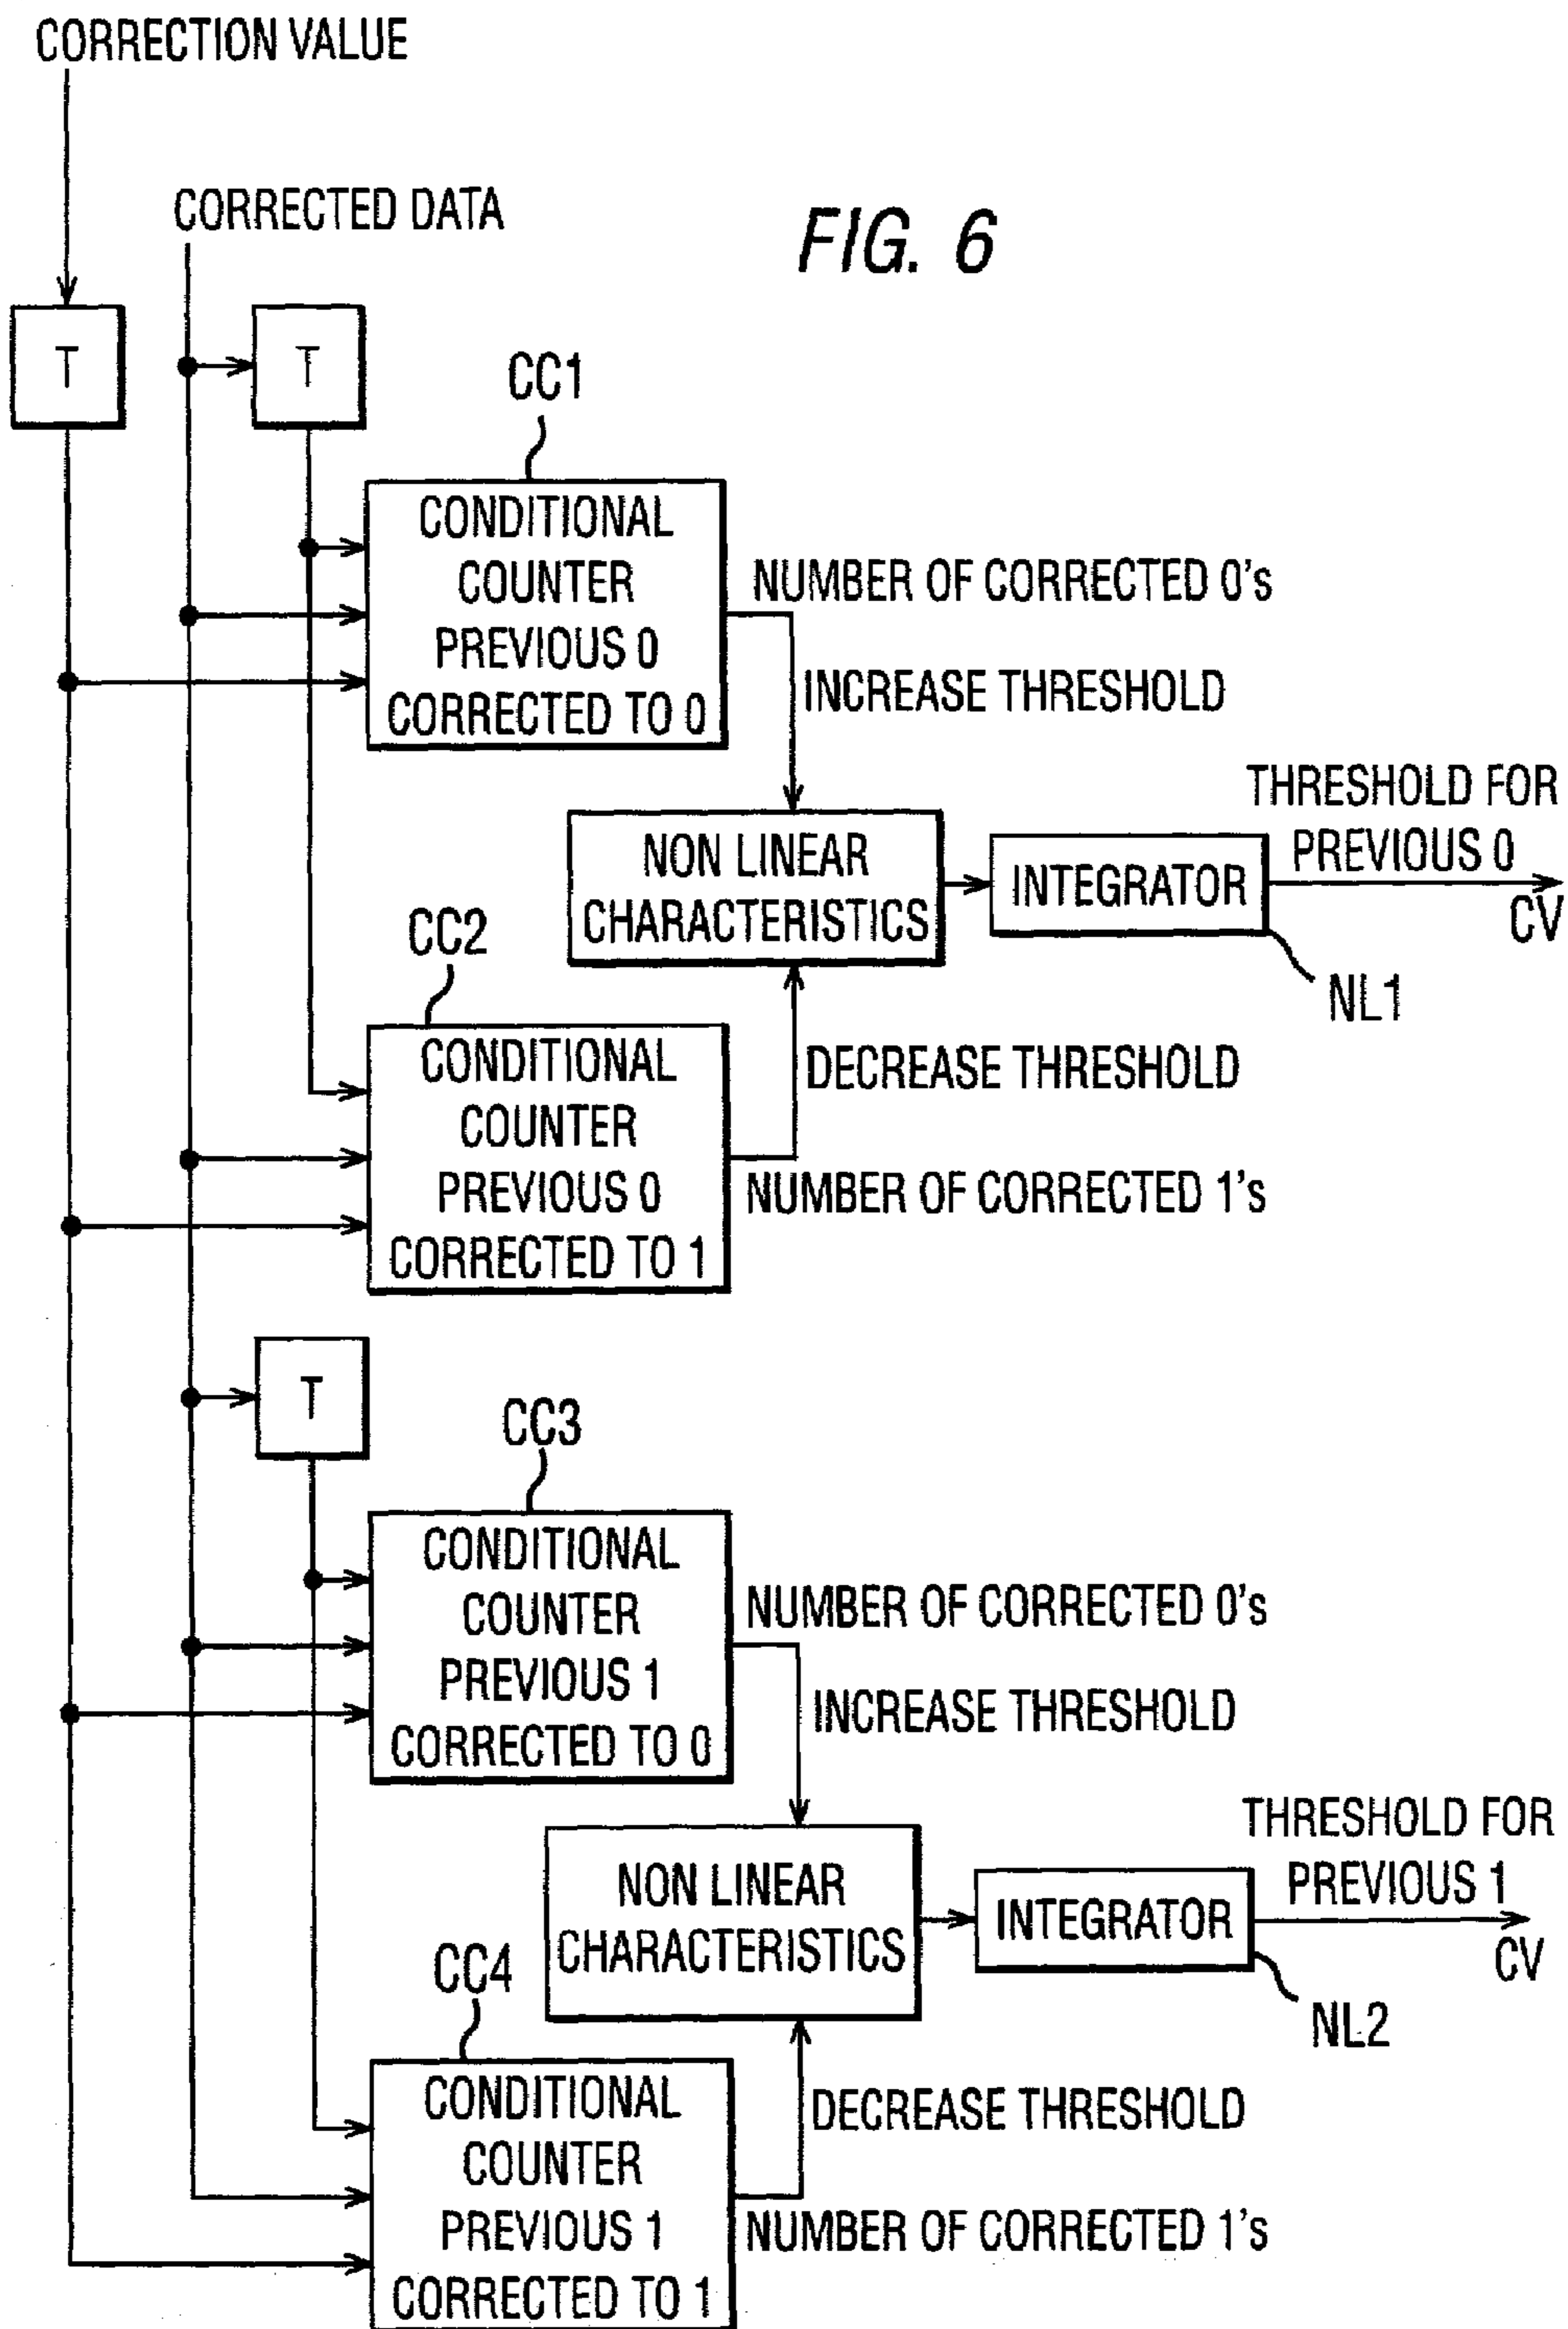 CORRECTION VALUE
CORRECTED DATA
FIG. 6
T
T
CC1
CONDITIONAL
COUNTER
PREVIOUS 0
CORRECTED TO 0
NUMBER OF CORRECTED 0's
INCREASE THRESHOLD
NON LINEAR
CHARACTERISTICS
INTEGRATOR
THRESHOLD FOR
PREVIOUS 0
CV
NL1
CC2
CONDITIONAL
COUNTER
PREVIOUS 0
CORRECTED TO 1
DECREASE THRESHOLD
NUMBER OF CORRECTED 1's
T
CC3
CONDITIONAL
COUNTER
PREVIOUS 1
CORRECTED TO 0
NUMBER OF CORRECTED 0's
INCREASE THRESHOLD
NON LINEAR
CHARACTERISTICS
INTEGRATOR
THRESHOLD FOR
PREVIOUS 1
CV
NL2
CC4
CONDITIONAL
COUNTER
PREVIOUS 1
CORRECTED TO 1
DECREASE THRESHOLD
NUMBER OF CORRECTED 1's